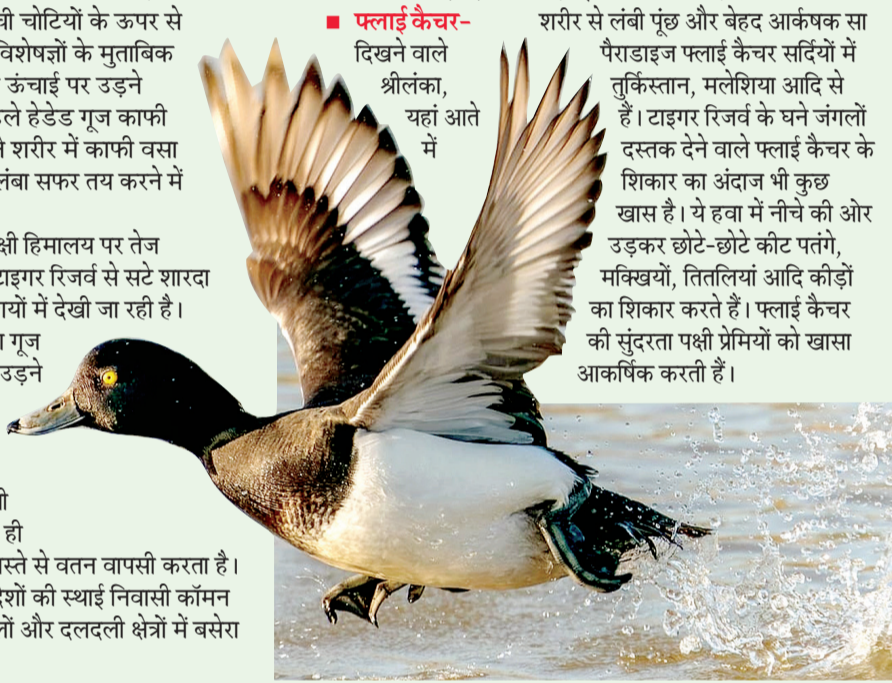 ची चोटियों के ऊपर से
विशेषज्ञों के मुताबिक
ऊंचाई पर उड़ने
ले हेडेड गूज काफी
शरीर में काफी वसा
लंबा सफर तय करने में
क्षी हिमालय पर तेज
टाइगर रिजर्व से सटे शारदा
यों में देखी जा रही है।
गूज
उड़ने
ही
स्ते से वतन वापसी करता है।
शों की स्थाई निवासी कॉमन
लों और दलदली क्षेत्रों में बसेरा
■ फ्लाई कैचर- शरीर से लंबी पूंछ और बेहद आर्कषक सा
दिखने वाले पैराडाइज फ्लाई कैचर सर्दियों में
श्रीलंका, तुर्किस्तान, मलेशिया आदि से
यहां आते हैं। टाइगर रिजर्व के घने जंगलों
में दस्तक देने वाले फ्लाई कैचर के
शिकार का अंदाज भी कुछ
खास है। ये हवा में नीचे की ओर
उड़कर छोटे-छोटे कीट पतंगे,
मक्खियों, तितलियां आदि कीड़ों
का शिकार करते हैं। फ्लाई कैचर
की सुंदरता पक्षी प्रेमियों को खासा
आकर्षिक करती हैं।